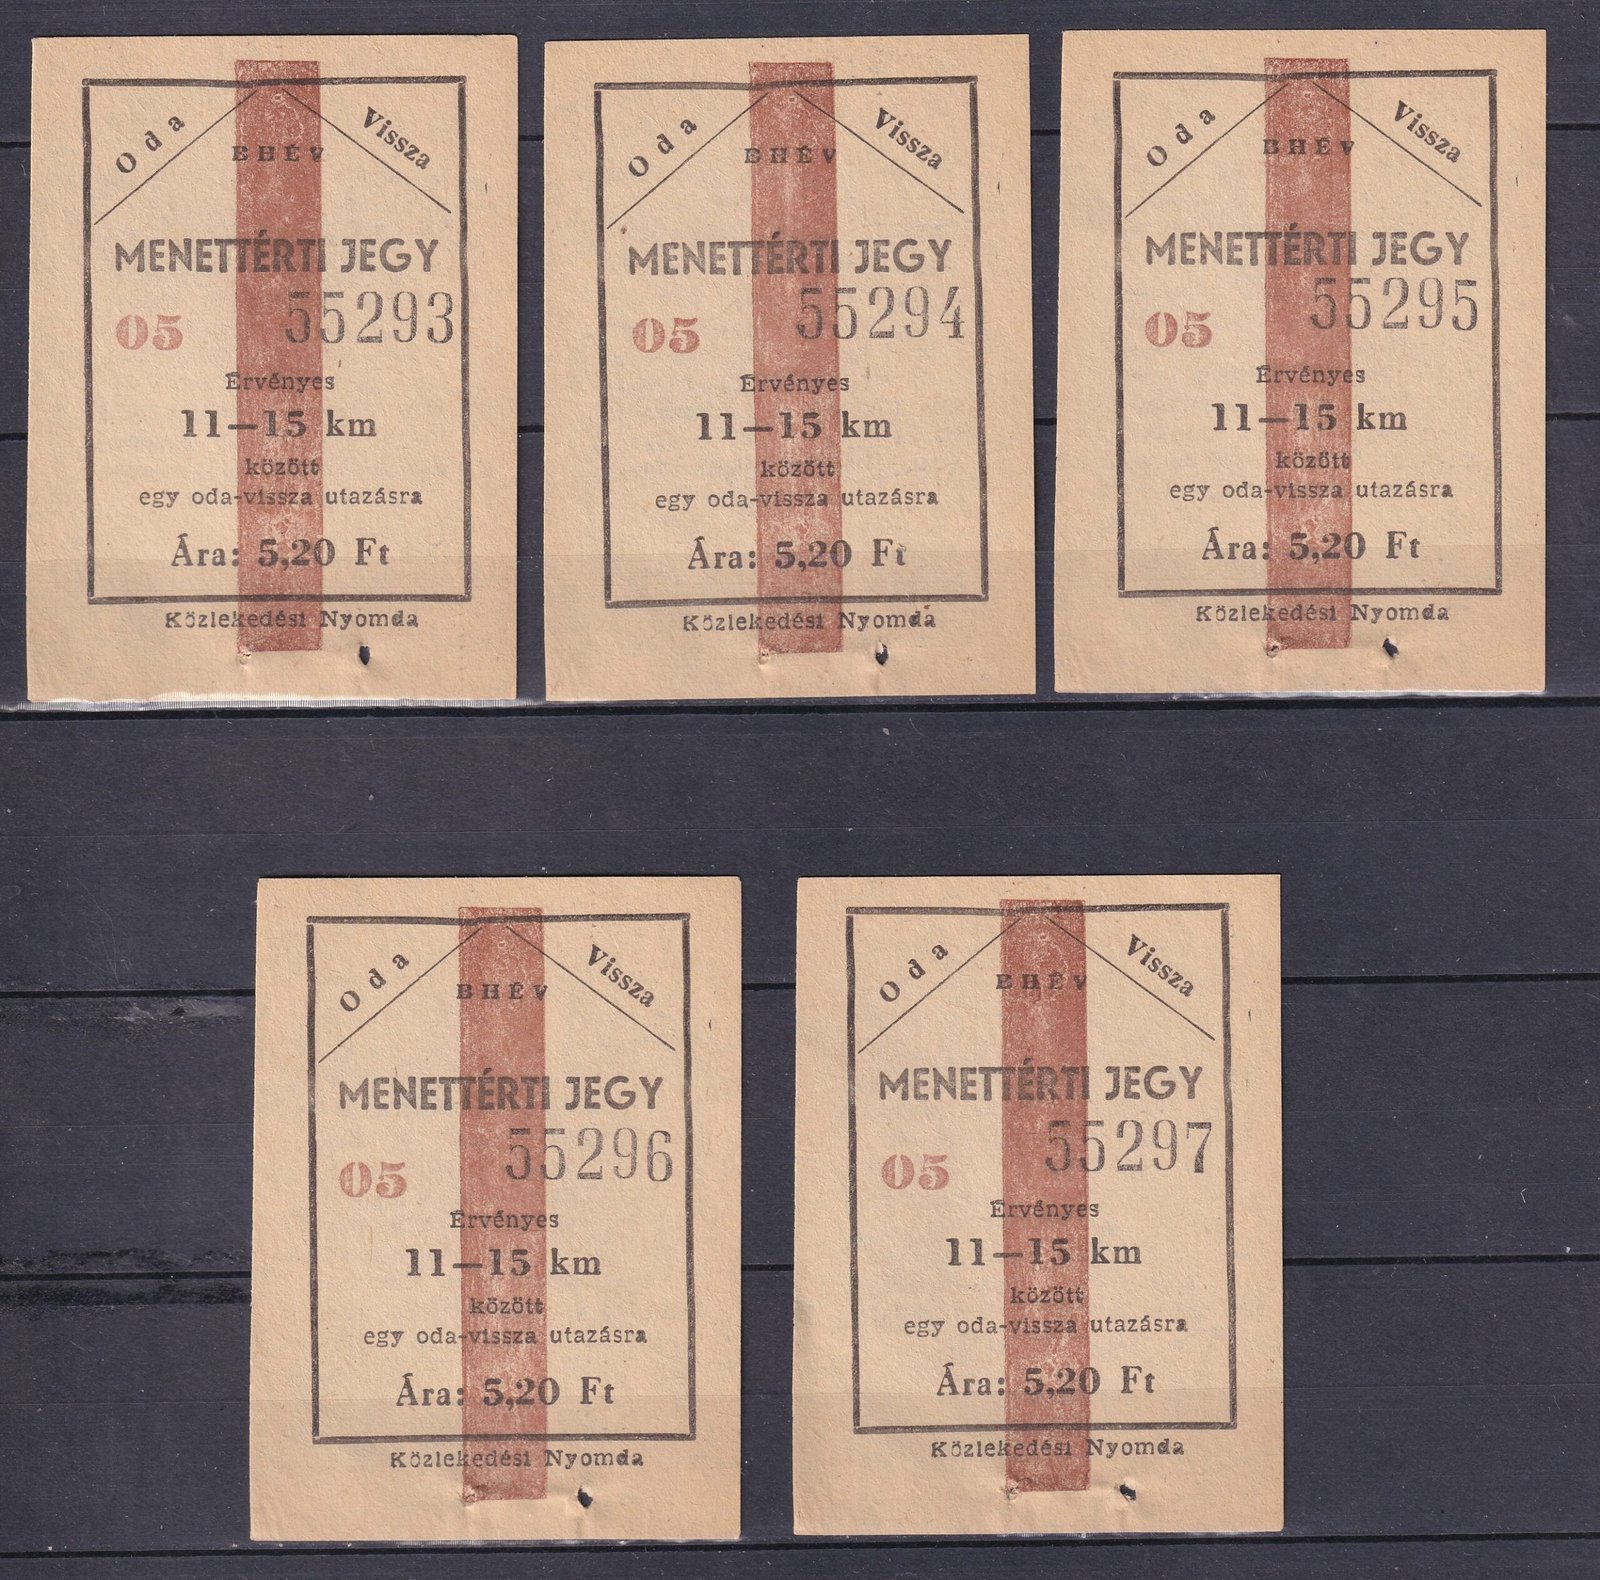 Oda Vissza
BHÉV
MENETTÉRTI JEGY
55293
05
Érvényes
11—15 km
között
egy oda-vissza utazásra
Ára: 5,20 Ft
Közlekedési Nyomda
Oda Vissza
BHÉV
MENETTÉRTI JEGY
55294
05
Érvényes
11—15 km
között
egy oda-vissza utazásra
Ára: 5,20 Ft
Közlekedési Nyomda
Oda Vissza
BHÉV
MENETTÉRTI JEGY
55295
05
Érvényes
11—15 km
között
egy oda-vissza utazásra
Ára: 5,20 Ft
Közlekedési Nyomda
Oda Vissza
BHÉV
MENETTÉRTI JEGY
55296
05
Érvényes
11—15 km
között
egy oda-vissza utazásra
Ára: 5,20 Ft
Közlekedési Nyomda
Oda Vissza
BHÉV
MENETTÉRTI JEGY
55297
05
Érvényes
11—15 km
között
egy oda-vissza utazásra
Ára: 5,20 Ft
Közlekedési Nyomda